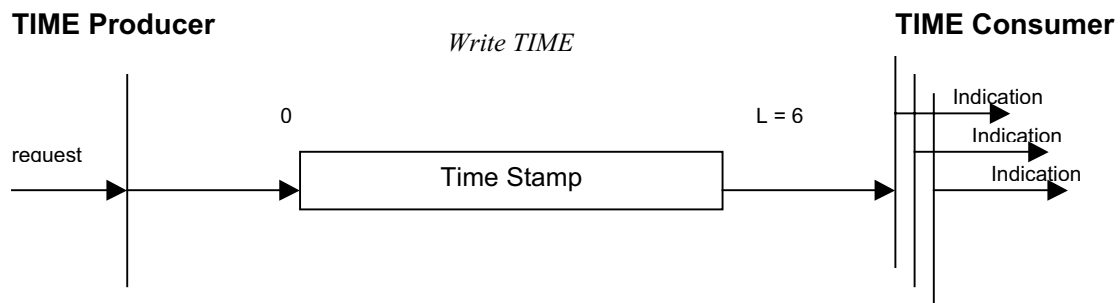 TIME Producer
Write TIME
TIME Consumer
0
L = 6
Indication
request
Time Stamp
Indication
Indication